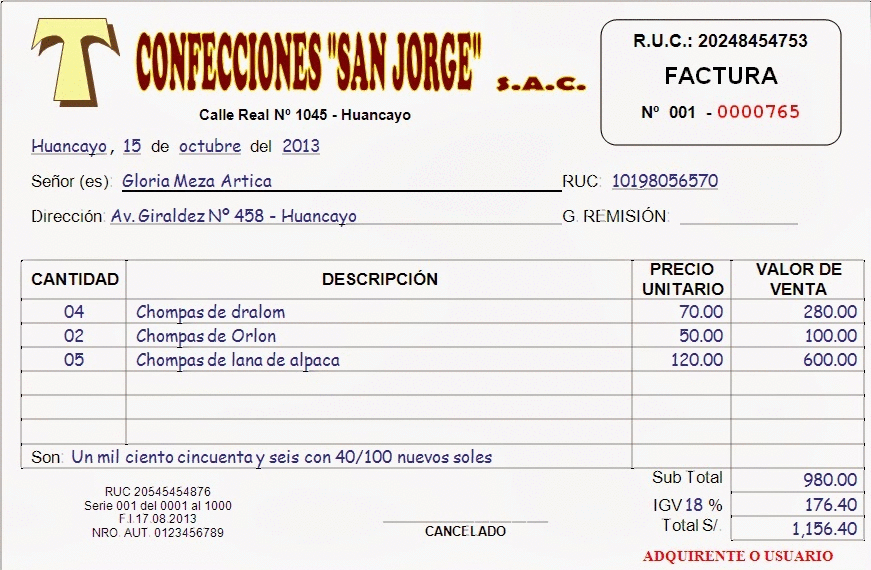 CONFECCIONES "SAN JORGE" S.A.C.
Calle Real Nº 1045 - Huancayo
R.U.C.: 20248454753
FACTURA
Nº 001 - 0000765
Huancayo, 15 de octubre del 2013
Señor (es): Gloria Meza Artica RUC: 10198056570
Dirección: Av. Giraldez Nº 458 - Huancayo G. REMISIÓN:
CANTIDAD DESCRIPCIÓN PRECIO UNITARIO VALOR DE VENTA
04 Chompas de dralom 70.00 280.00
02 Chompas de Orlon 50.00 100.00
05 Chompas de lana de alpaca 120.00 600.00
Son: Un mil ciento cincuenta y seis con 40/100 nuevos soles
Sub Total 980.00
IGV 18 % 176.40
Total S/. 1,156.40
RUC 20545454876
Serie 001 del 0001 al 1000
F.I.17.08.2013
NRO. AUT. 0123456789
CANCELADO
ADQUIRENTE O USUARIO